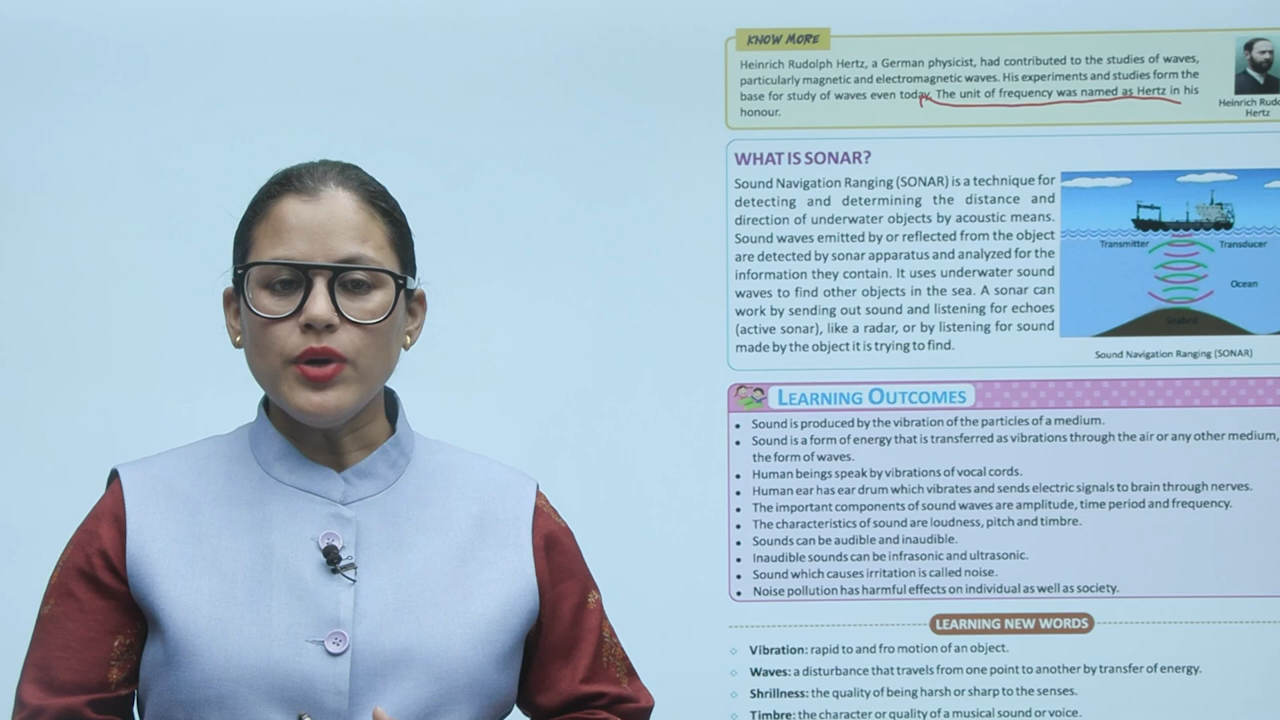 KNOW MORE
Heinrich Rudolph Hertz, a German physicist, had contributed to the studies of waves,
particularly magnetic and electromagnetic waves. His experiments and studies form the
base for study of waves even today. The unit of frequency was named as Hertz in his
honour.
Heinrich
Hertz
WHAT IS SONAR?
Sound Navigation Ranging (SONAR) is a technique for
detecting and determining the distance and
direction of underwater objects by acoustic means.
Sound waves emitted by or reflected from the object
are detected by sonar apparatus and analyzed for the
information they contain. It uses underwater sound
waves to find other objects in the sea. A sonar can
work by sending out sound and listening for echoes
(active sonar), like a radar, or by listening for sound
made by the object it is trying to find.
Transmitter
Transducer
Ocean
Seabed
Sound Navigation Ranging (SONAR)
LEARNING OUTCOMES
• Sound is produced by the vibration of the particles of a medium.
• Sound is a form of energy that is transferred as vibrations through the air or any other medium,
the form of waves.
• Human beings speak by vibrations of vocal cords.
• Human ear has ear drum which vibrates and sends electric signals to brain through nerves.
• The important components of sound waves are amplitude, time period and frequency.
• The characteristics of sound are loudness, pitch and timbre.
• Sounds can be audible and inaudible.
• Inaudible sounds can be infrasonic and ultrasonic.
• Sound which causes irritation is called noise.
• Noise pollution has harmful effects on individual as well as society.
LEARNING NEW WORDS
Vibration: rapid to and fro motion of an object.
Waves: a disturbance that travels from one point to another by transfer of energy.
Shrillness: the quality of being harsh or sharp to the senses.
Timbre: the character or quality of a musical sound or voice.